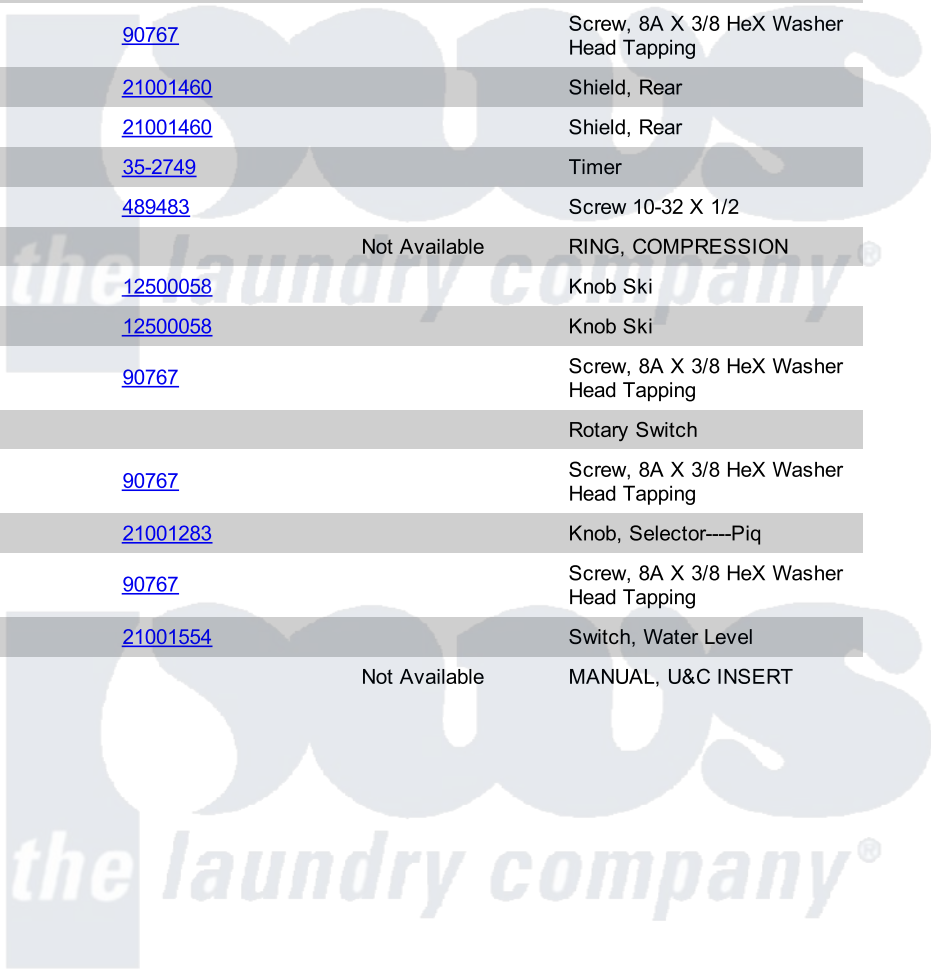 90767 Screw, 8A X 3/8 HeX Washer
Head Tapping
21001460 Shield, Rear
21001460 Shield, Rear
35-2749 Timer
489483 Screw 10-32 X 1/2
Not Available RING, COMPRESSION
12500058 Knob Ski
12500058 Knob Ski
90767 Screw, 8A X 3/8 HeX Washer
Head Tapping
Rotary Switch
90767 Screw, 8A X 3/8 HeX Washer
Head Tapping
21001283 Knob, Selector----Piq
90767 Screw, 8A X 3/8 HeX Washer
Head Tapping
21001554 Switch, Water Level
Not Available MANUAL, U&C INSERT
pws
the laundry company®
pws
the laundry company®